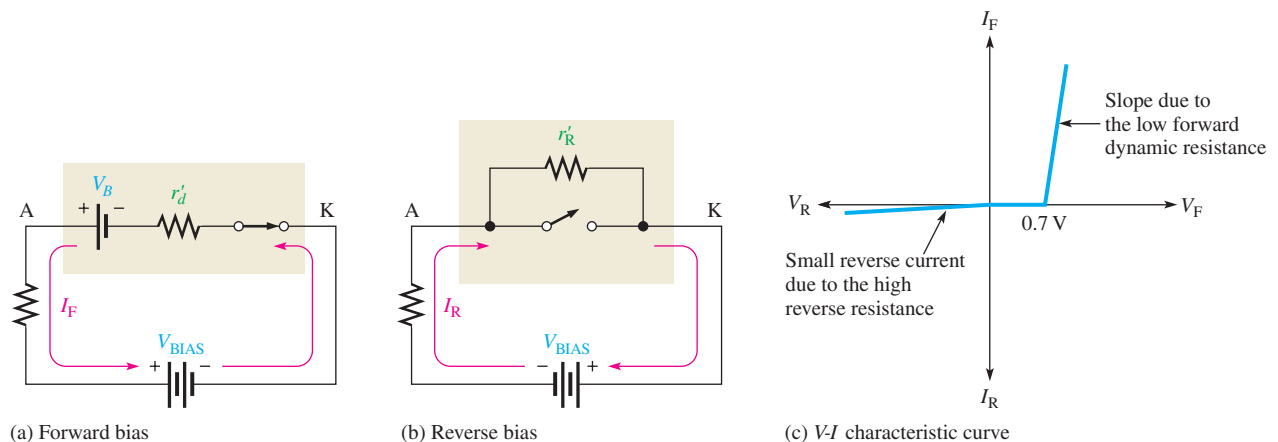 V_B
r′_d
A
+
−
K
I_F
V_BIAS
+
−
(a) Forward bias
r′_R
A
K
I_R
V_BIAS
−
+
(b) Reverse bias
I_F
Slope due to
the low forward
dynamic resistance
V_R
V_F
0.7 V
Small reverse current
due to the high
reverse resistance
I_R
(c) V-I characteristic curve